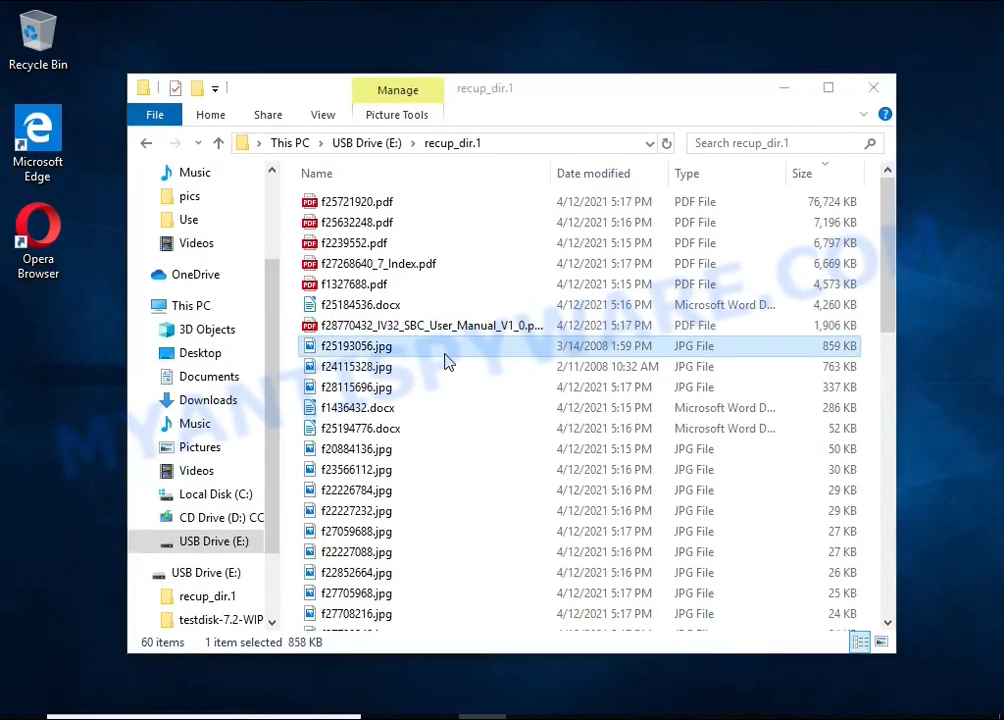 Recycle Bin
Microsoft Edge
Opera Browser
Manage
recup_dir.1
File
Home
Share
View
Picture Tools
This PC
USB Drive (E:)
recup_dir.1
Search recup_dir.1
Music
pics
Use
Videos
OneDrive
This PC
3D Objects
Desktop
Documents
Downloads
Music
Pictures
Videos
Local Disk (C:)
CD Drive (D:) CC
USB Drive (E:)
USB Drive (E:)
recup_dir.1
testdisk-7.2-WIP
Name Date modified Type Size
f25721920.pdf 4/12/2021 5:17 PM PDF File 76,724 KB
f25632248.pdf 4/12/2021 5:17 PM PDF File 7,196 KB
f2239552.pdf 4/12/2021 5:15 PM PDF File 6,797 KB
f27268640_7_Index.pdf 4/12/2021 5:17 PM PDF File 6,669 KB
f1327688.pdf 4/12/2021 5:15 PM PDF File 4,573 KB
f25184536.docx 4/12/2021 5:16 PM Microsoft Word D... 4,260 KB
f28770432_IV32_SBC_User_Manual_V1_0.p... 4/12/2021 5:17 PM PDF File 1,906 KB
f25193056.jpg 3/14/2008 1:59 PM JPG File 859 KB
f24115328.jpg 2/11/2008 10:32 AM JPG File 763 KB
f28115696.jpg 4/12/2021 5:17 PM JPG File 337 KB
f1436432.docx 4/12/2021 5:15 PM Microsoft Word D... 286 KB
f25194776.docx 4/12/2021 5:16 PM Microsoft Word D... 52 KB
f20884136.jpg 4/12/2021 5:15 PM JPG File 50 KB
f23566112.jpg 4/12/2021 5:16 PM JPG File 30 KB
f22226784.jpg 4/12/2021 5:16 PM JPG File 29 KB
f22227232.jpg 4/12/2021 5:16 PM JPG File 29 KB
f27059688.jpg 4/12/2021 5:17 PM JPG File 27 KB
f22227088.jpg 4/12/2021 5:16 PM JPG File 27 KB
f22852664.jpg 4/12/2021 5:16 PM JPG File 26 KB
f27705968.jpg 4/12/2021 5:17 PM JPG File 25 KB
f27708216.jpg 4/12/2021 5:17 PM JPG File 24 KB
60 items 1 item selected 858 KB
MYANTISPYWARE.COM